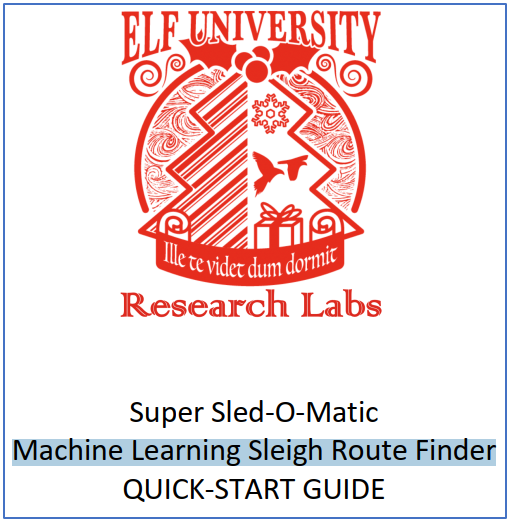 ELF UNIVERSITY
Ille te videt dum dormit
Research Labs
Super Sled-O-Matic
Machine Learning Sleigh Route Finder
QUICK-START GUIDE